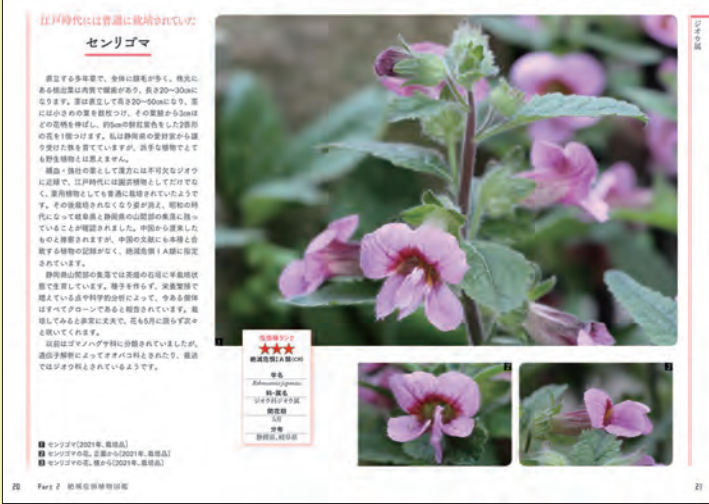 江戸時代には普通に栽培されていた
センリゴマ
直立する多年草で、全体に腺毛が多く、株元に
ある根出葉は肉質で鋸歯があり、長さ20〜30cmに
なります。茎は直立して高さ20〜50cmになり、茎
には小さめの葉を数枚つけ、その葉腋から3cmほ
どの花柄を伸ばし、約5cmの鮮紅紫色をした2唇形
の花を1個つけます。私は静岡県の愛好家から譲
り受けた株を育てていますが、派手な植物でとて
も野生植物とは思えません。
補血・強壮の薬として漢方には不可欠なジオウ
に近縁で、江戸時代には園芸植物としてだけでな
く、薬用植物としても普通に栽培されていたようで
す。その後栽培されなくなり姿が消え、昭和の時
代になって岐阜県と静岡県の山間部の集落に残っ
ていることが確認されました。中国から渡来した
ものと推察されますが、中国の文献にも本種と合
致する植物の記録がなく、絶滅危惧ⅠA類に指定
されています。
静岡県山間部の集落では茶畑の石垣に半栽培状
態で生育しています。種子を作らず、栄養繁殖で
増えている点や科学的分析によって、今ある個体
はすべてクローンであると報告されています。栽
培してみると非常に丈夫で、花も5月に限らず次々
と咲いてくれます。
以前はゴマノハグサ科に分類されていましたが、
遺伝子解析によってオオバコ科とされたり、最近
ではジオウ科とされているようです。
1 センリゴマ[2021年、栽培品]
2 センリゴマの花、正面から[2021年、栽培品]
3 センリゴマの花、横から[2021年、栽培品]
危惧種ランク
★★★
絶滅危惧ⅠA類(CR)
学名
Rehmannia japonica
科・属名
ジオウ科ジオウ属
開花期
5月
分布
静岡県、岐阜県
1
2
3
ジオウ属
20 Part 2 絶滅危惧植物図鑑
21